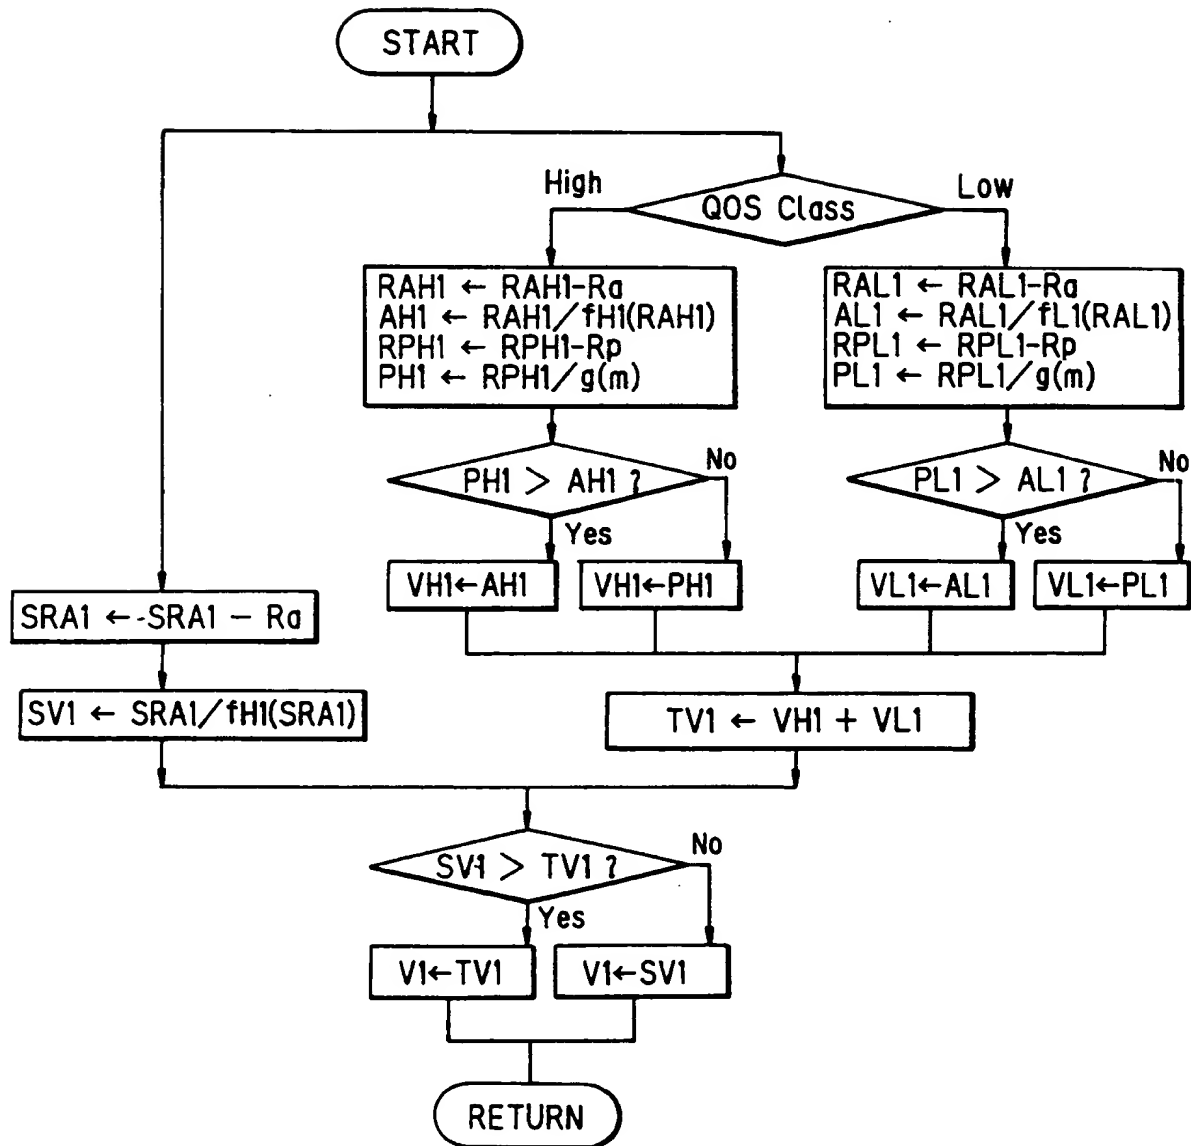 START
High
Low
QOS Class
RAH1 ← RAH1-Ra
AH1 ← RAH1/fH1(RAH1)
RPH1 ← RPH1-Rp
PH1 ← RPH1/g(m)
RAL1 ← RAL1-Ra
AL1 ← RAL1/fL1(RAL1)
RPL1 ← RPL1-Rp
PL1 ← RPL1/g(m)
PH1 > AH1 ?
No
Yes
PL1 > AL1 ?
No
Yes
VH1←AH1
VH1←PH1
VL1←AL1
VL1←PL1
SRA1 ← SRA1 − Ra
SV1 ← SRA1/fH1(SRA1)
TV1 ← VH1 + VL1
SV1 > TV1 ?
No
Yes
V1←TV1
V1←SV1
RETURN